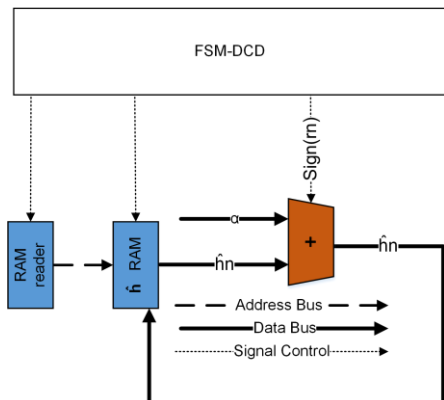 FSM-DCD
Sign(rn)
α
RAM
reader
ĥ RAM
ĥn
+
ĥn
Address Bus
Data Bus
Signal Control